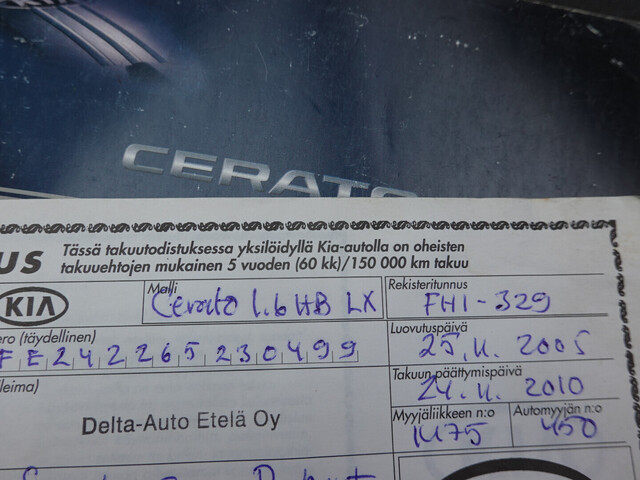 CERATO
US Tässä takuutodistuksessa yksilöidyllä Kia-autolla on oheisten
takuuehtojen mukainen 5 vuoden (60 kk)/150 000 km takuu
KIA
Malli
Cerato 1.6 HB LX
Rekisteritunnus
FHI-329
ero (täydellinen)
FE242265230499
Luovutuspäivä
25.11.2005
Takuun päättymispäivä
24.11.2010
leima)
Delta-Auto Etelä Oy
Myyjäliikkeen n:o
Automyyjän n:o
450